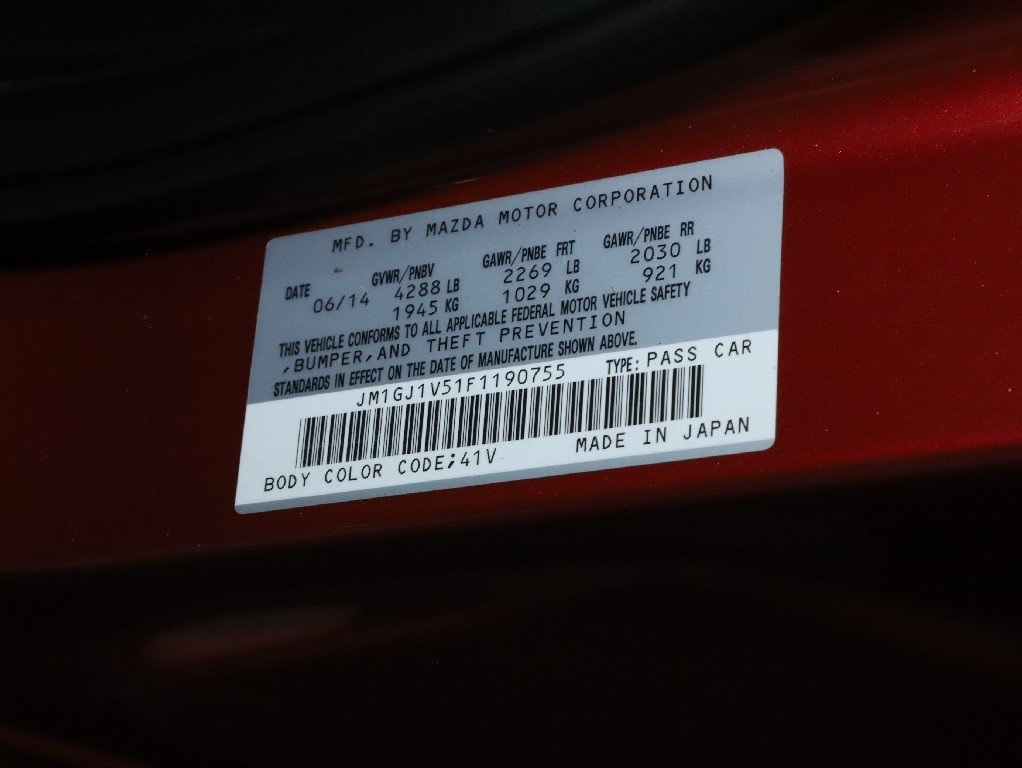 MFD. BY MAZDA MOTOR CORPORATION
DATE GVWR/PNBV GAWR/PNBE FRT GAWR/PNBE RR
06/14 4288 LB 2269 LB 2030 LB
1945 KG 1029 KG 921 KG
THIS VEHICLE CONFORMS TO ALL APPLICABLE FEDERAL MOTOR VEHICLE SAFETY
,BUMPER,AND THEFT PREVENTION
STANDARDS IN EFFECT ON THE DATE OF MANUFACTURE SHOWN ABOVE.
JM1GJ1V51F1190755 TYPE: PASS CAR
BODY COLOR CODE;41V MADE IN JAPAN